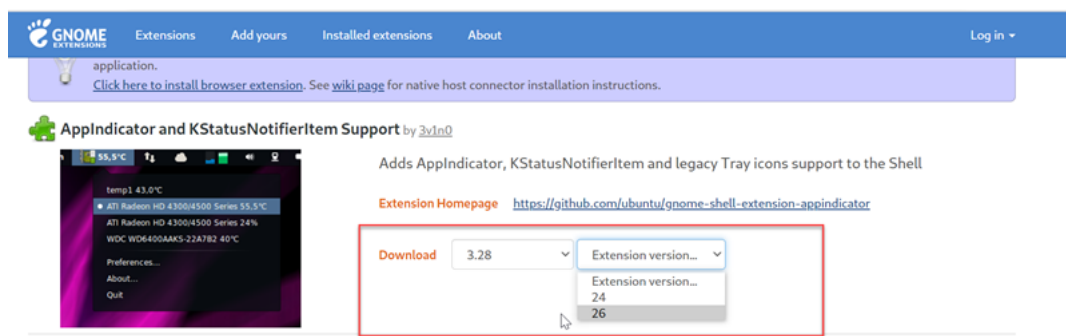 GNOME EXTENSIONS Extensions Add yours Installed extensions About Log in
application.
Click here to install browser extension. See wiki page for native host connector installation instructions.
AppIndicator and KStatusNotifierItem Support by 3v1n0
55,5°C
temp1 43.0°C
ATI Radeon HD 4300/4500 Series 55.5°C
ATI Radeon HD 4300/4500 Series 24%
WDC WD6400AAKS-22A7B2 40°C
Preferences...
About...
Quit
Adds AppIndicator, KStatusNotifierItem and legacy Tray icons support to the Shell
Extension Homepage https://github.com/ubuntu/gnome-shell-extension-appindicator
Download 3.28 Extension version...
Extension version...
24
26